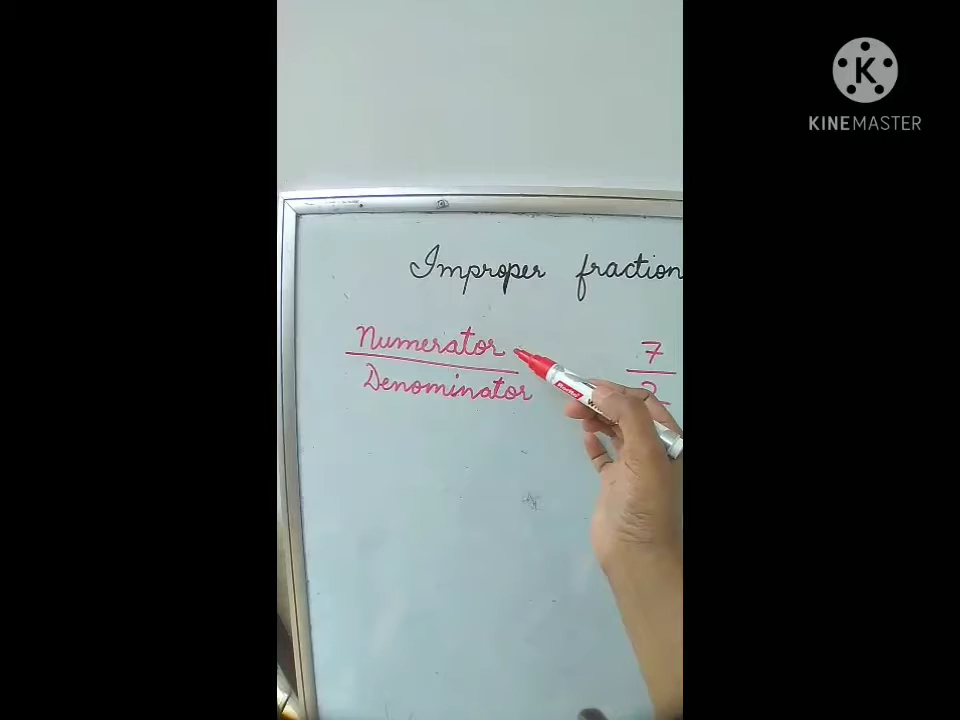 KINEMASTER
Improper fraction
Numerator
Denominator
7